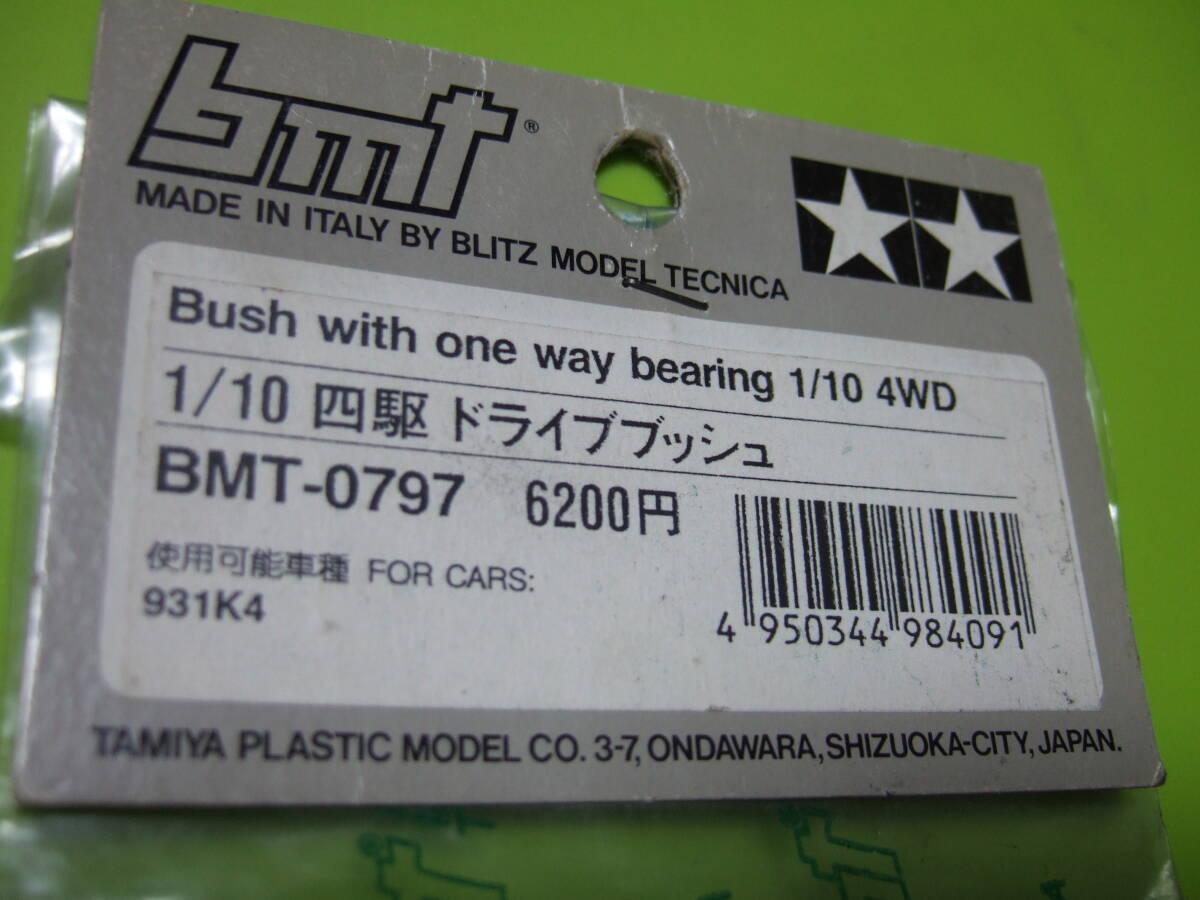 bmt®
MADE IN ITALY BY BLITZ MODEL TECNICA
Bush with one way bearing 1/10 4WD
1/10 四駆 ドライブブッシュ
BMT-0797 6200円
使用可能車種 FOR CARS:
931K4
4 950344 984091
TAMIYA PLASTIC MODEL CO. 3-7, ONDAWARA, SHIZUOKA-CITY, JAPAN.